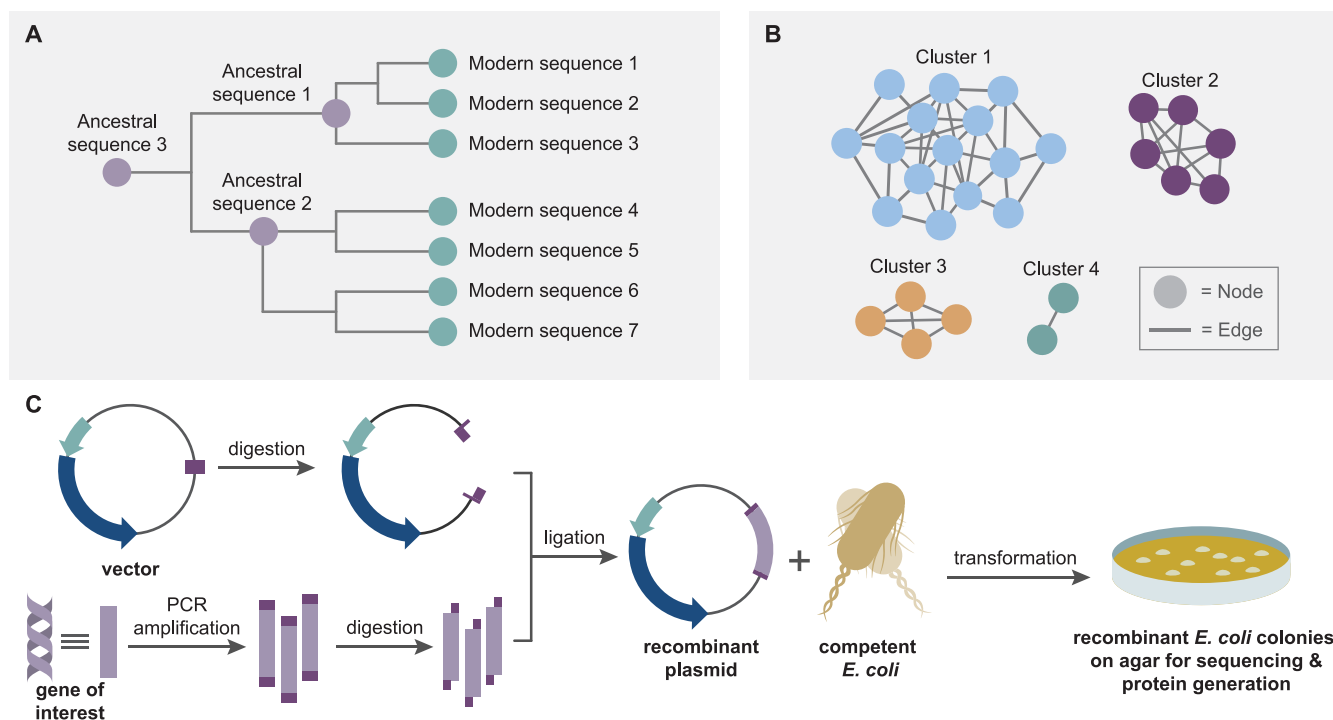 A
Ancestral
sequence 3
Ancestral
sequence 1
Ancestral
sequence 2
Modern sequence 1
Modern sequence 2
Modern sequence 3
Modern sequence 4
Modern sequence 5
Modern sequence 6
Modern sequence 7
B
Cluster 1
Cluster 2
Cluster 3
Cluster 4
= Node
= Edge
C
vector
digestion
gene of
interest
PCR
amplification
digestion
ligation
recombinant
plasmid
+
competent
E. coli
transformation
recombinant E. coli colonies
on agar for sequencing &
protein generation